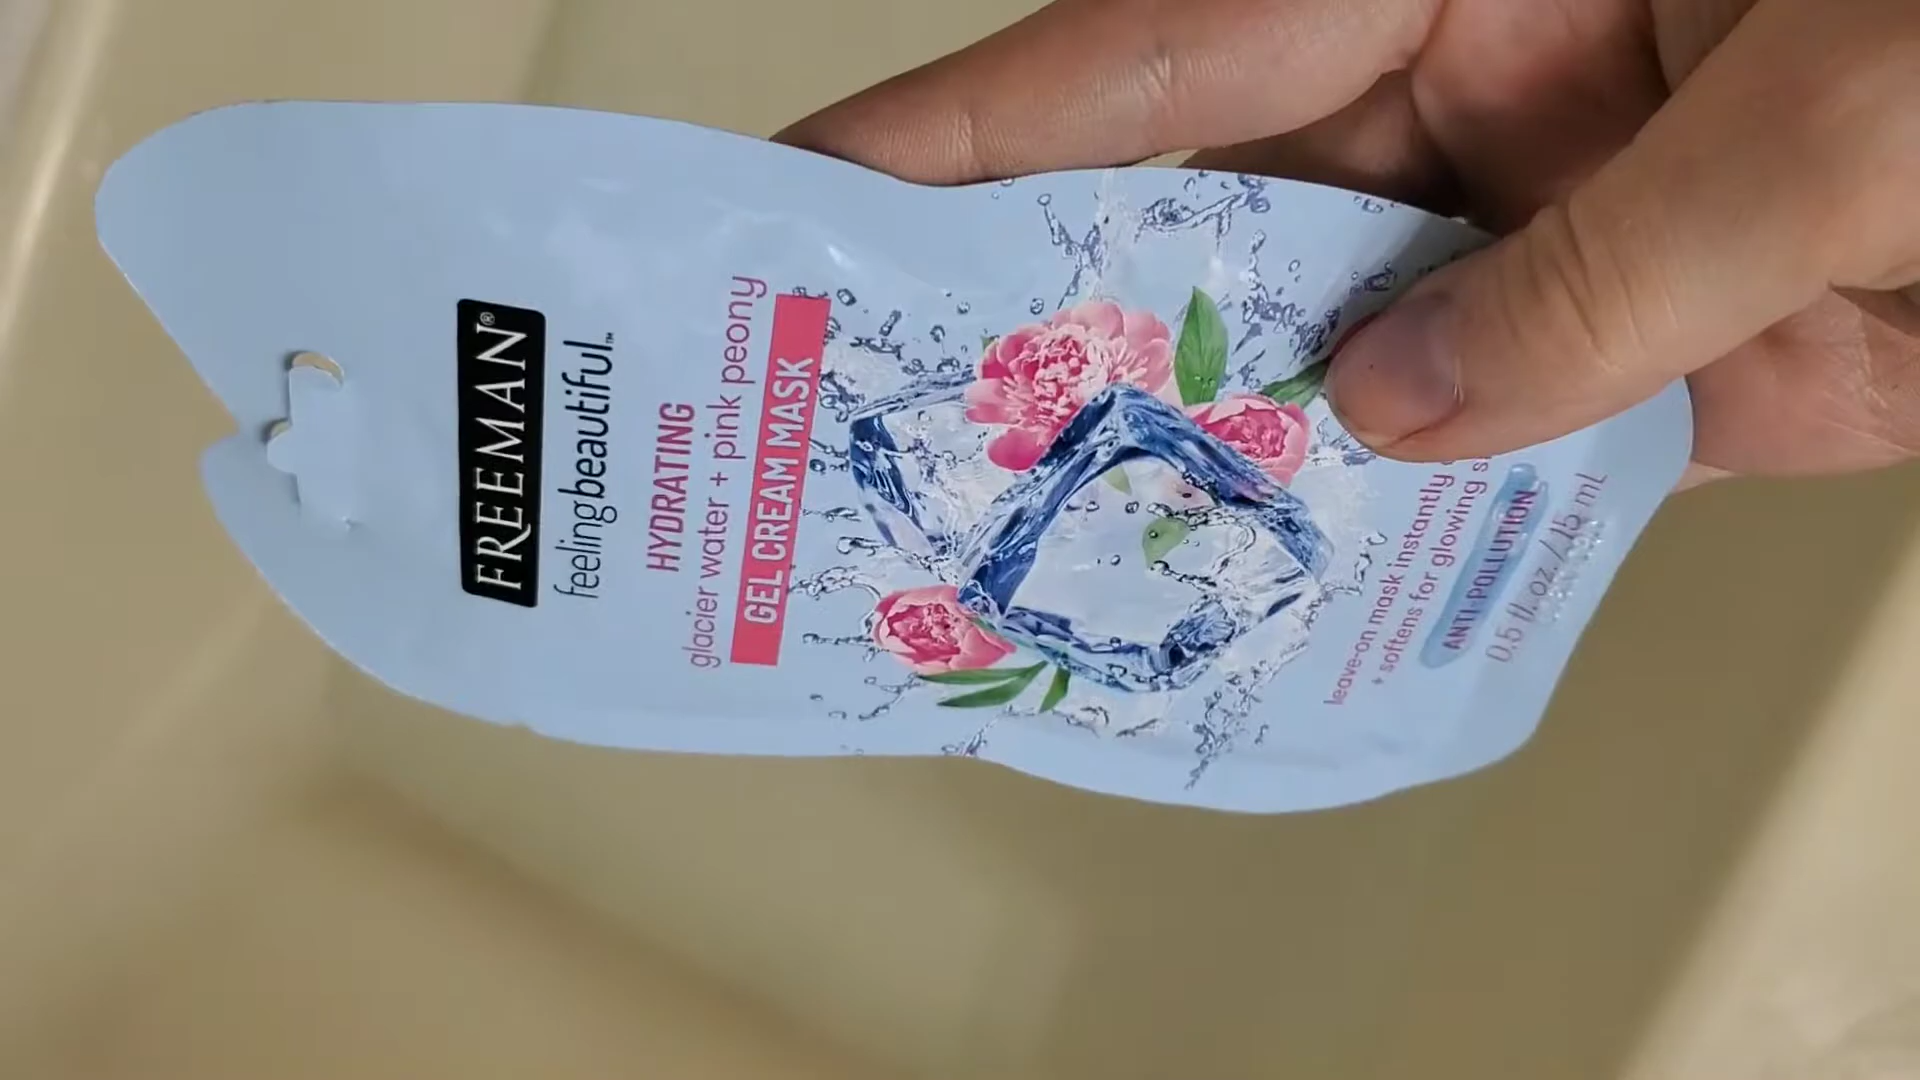 FREEMAN®
feelingbeautiful™
HYDRATING
glacier water + pink peony
GEL CREAM MASK
leave-on mask instantly
+ softens for glowing
ANTI-POLLUTION
0.5 fl. oz. / 15 mL